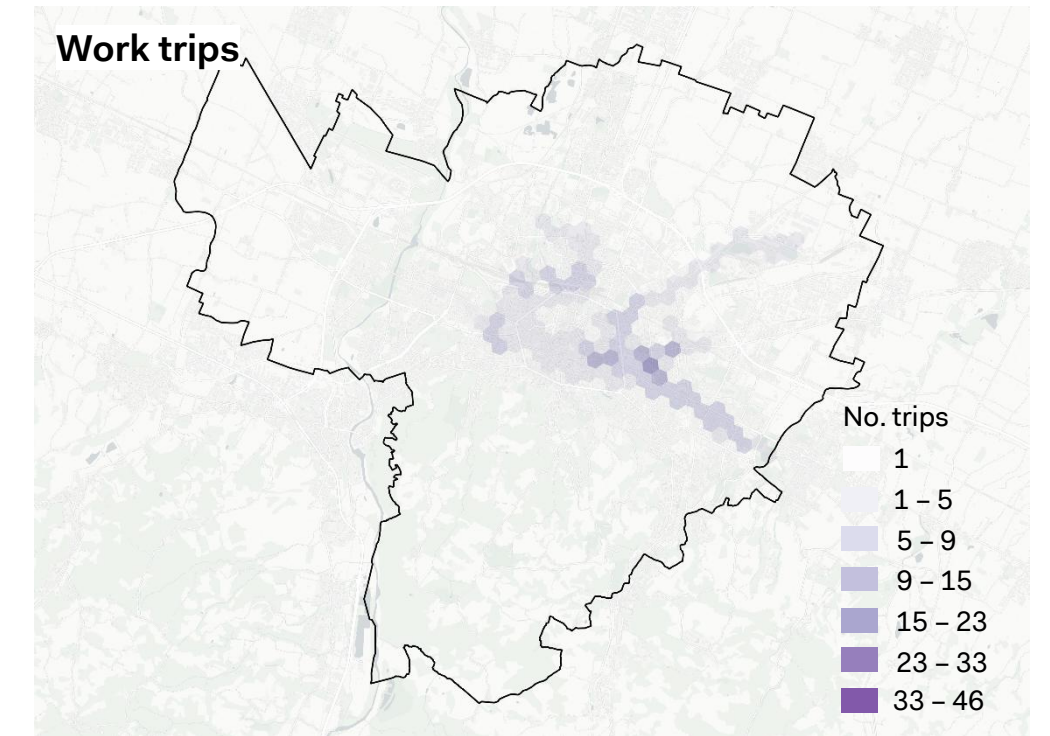 Work trips
No. trips
1
1 – 5
5 – 9
9 – 15
15 – 23
23 – 33
33 – 46